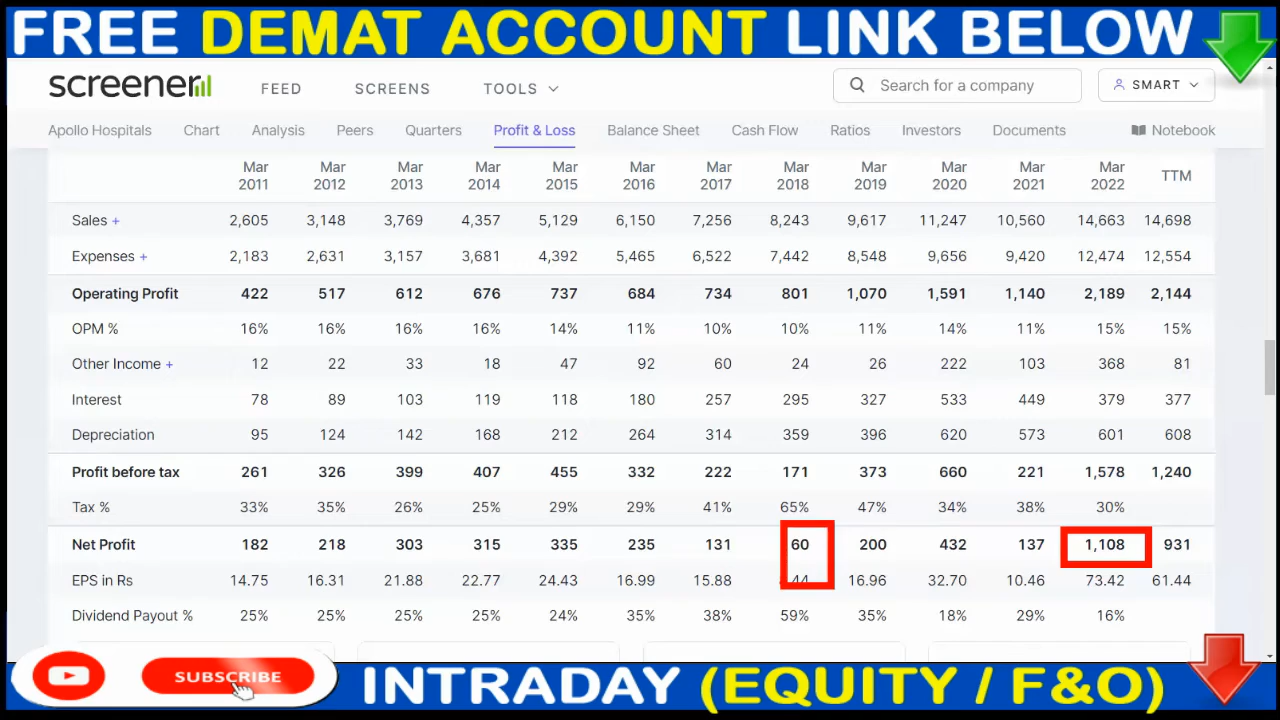 FREE DEMAT ACCOUNT LINK BELOW
screener FEED SCREENS TOOLS Search for a company SMART
Apollo Hospitals Chart Analysis Peers Quarters Profit & Loss Balance Sheet Cash Flow Ratios Investors Documents Notebook
Mar 2011 Mar 2012 Mar 2013 Mar 2014 Mar 2015 Mar 2016 Mar 2017 Mar 2018 Mar 2019 Mar 2020 Mar 2021 Mar 2022 TTM
Sales + 2,605 3,148 3,769 4,357 5,129 6,150 7,256 8,243 9,617 11,247 10,560 14,663 14,698
Expenses + 2,183 2,631 3,157 3,681 4,392 5,465 6,522 7,442 8,548 9,656 9,420 12,474 12,554
Operating Profit 422 517 612 676 737 684 734 801 1,070 1,591 1,140 2,189 2,144
OPM % 16% 16% 16% 16% 14% 11% 10% 10% 11% 14% 11% 15% 15%
Other Income + 12 22 33 18 47 92 60 24 26 222 103 368 81
Interest 78 89 103 119 118 180 257 295 327 533 449 379 377
Depreciation 95 124 142 168 212 264 314 359 396 620 573 601 608
Profit before tax 261 326 399 407 455 332 222 171 373 660 221 1,578 1,240
Tax % 33% 35% 26% 25% 29% 29% 41% 65% 47% 34% 38% 30%
Net Profit 182 218 303 315 335 235 131 60 200 432 137 1,108 931
EPS in Rs 14.75 16.31 21.88 22.77 24.43 16.99 15.88 16.96 32.70 10.46 73.42 61.44
Dividend Payout % 25% 25% 25% 25% 24% 35% 38% 59% 35% 18% 29% 16%
SUBSCRIBE
INTRADAY (EQUITY / F&O)